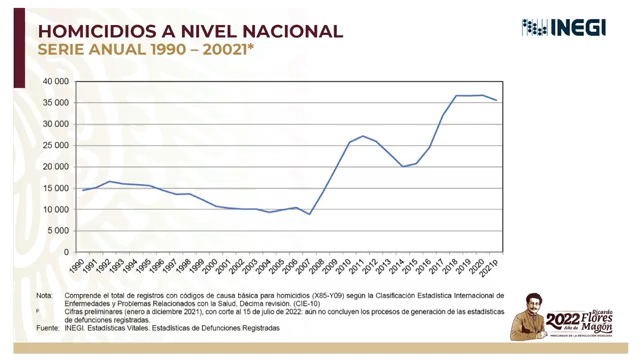 HOMICIDIOS A NIVEL NACIONAL
SERIE ANUAL 1990 – 20021*
INEGI
40 000
35 000
30 000
25 000
20 000
15 000
10 000
5 000
0
1990 1991 1992 1993 1994 1995 1996 1997 1998 1999 2000 2001 2002 2003 2004 2005 2006 2007 2008 2009 2010 2011 2012 2013 2014 2015 2016 2017 2018 2019 2020 2021p
Nota: Comprende el total de registros con códigos de causa básica para homicidios (X85-Y09) según la Clasificación Estadística Internacional de
Enfermedades y Problemas Relacionados con la Salud, Décima revisión. (CIE-10)
p Cifras preliminares (enero a diciembre 2021), con corte al 15 de julio de 2022: aún no concluyen los procesos de generación de las estadísticas
de defunciones registradas.
Fuente: INEGI. Estadísticas Vitales. Estadísticas de Defunciones Registradas
2022 Ricardo
Flores
Año de
Magón
PRECURSOR DE LA REVOLUCIÓN MEXICANA